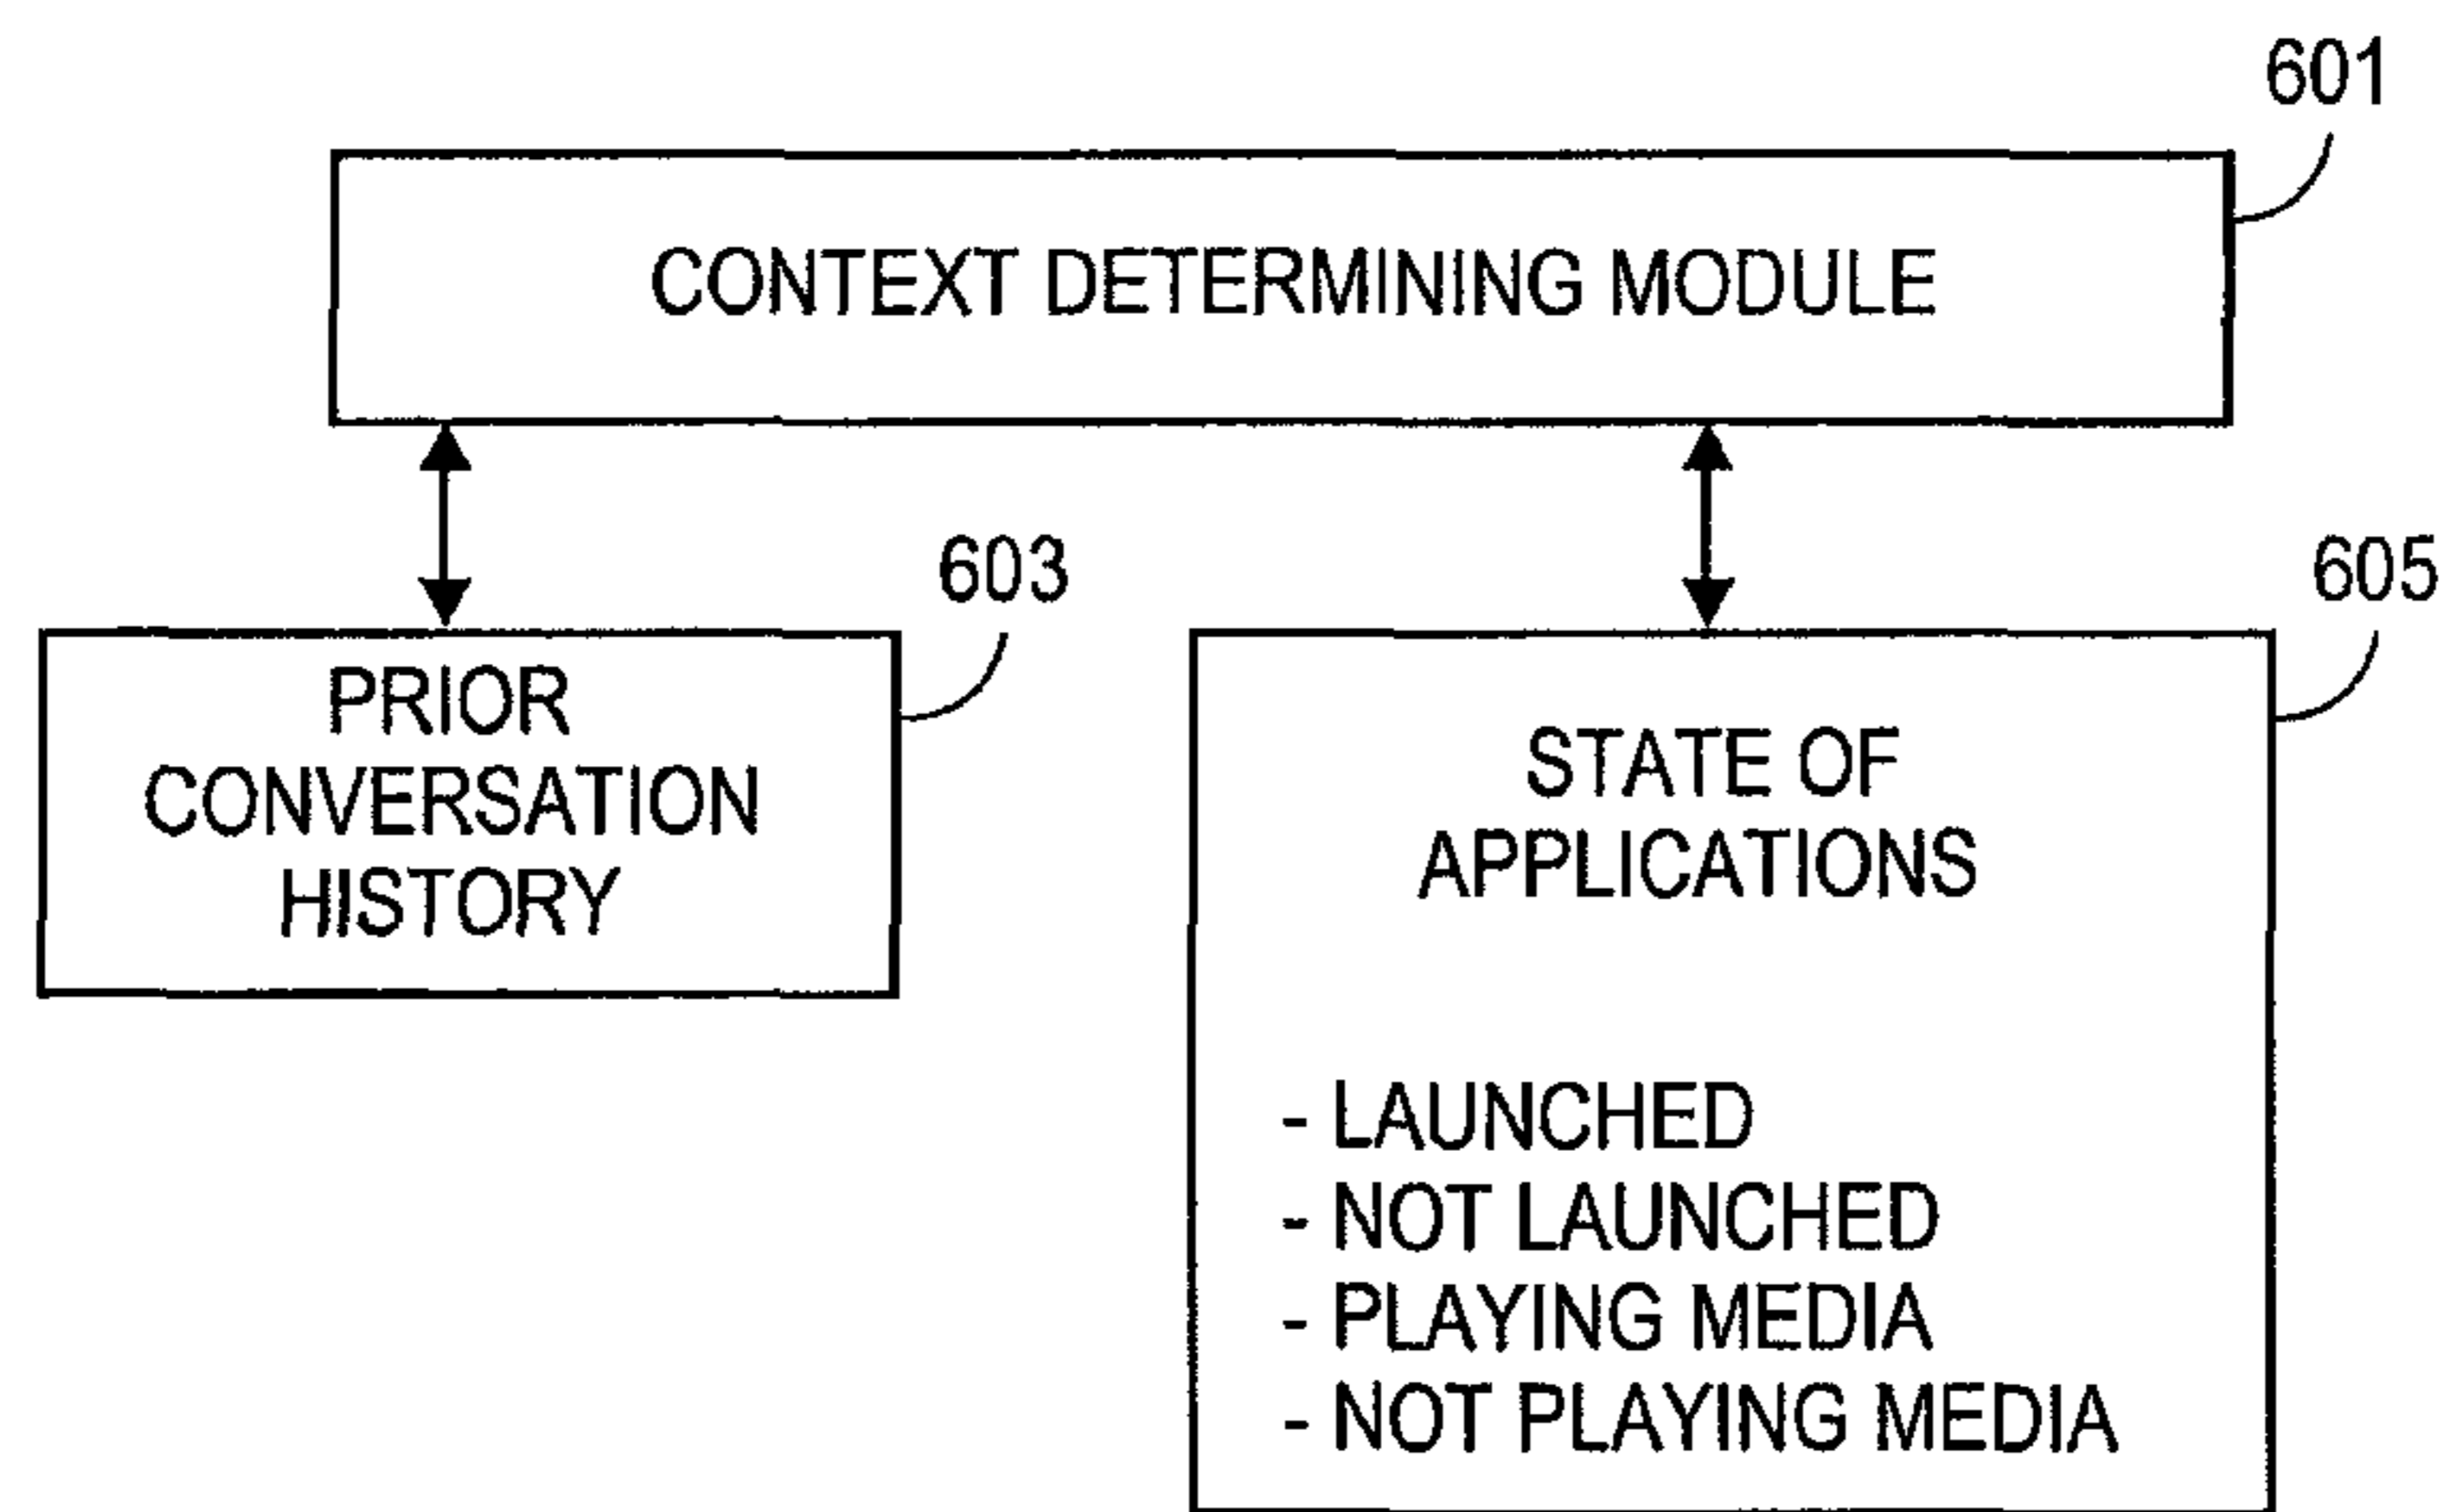 601
CONTEXT DETERMINING MODULE
603
605
PRIOR
CONVERSATION
HISTORY
STATE OF
APPLICATIONS
- LAUNCHED
- NOT LAUNCHED
- PLAYING MEDIA
- NOT PLAYING MEDIA